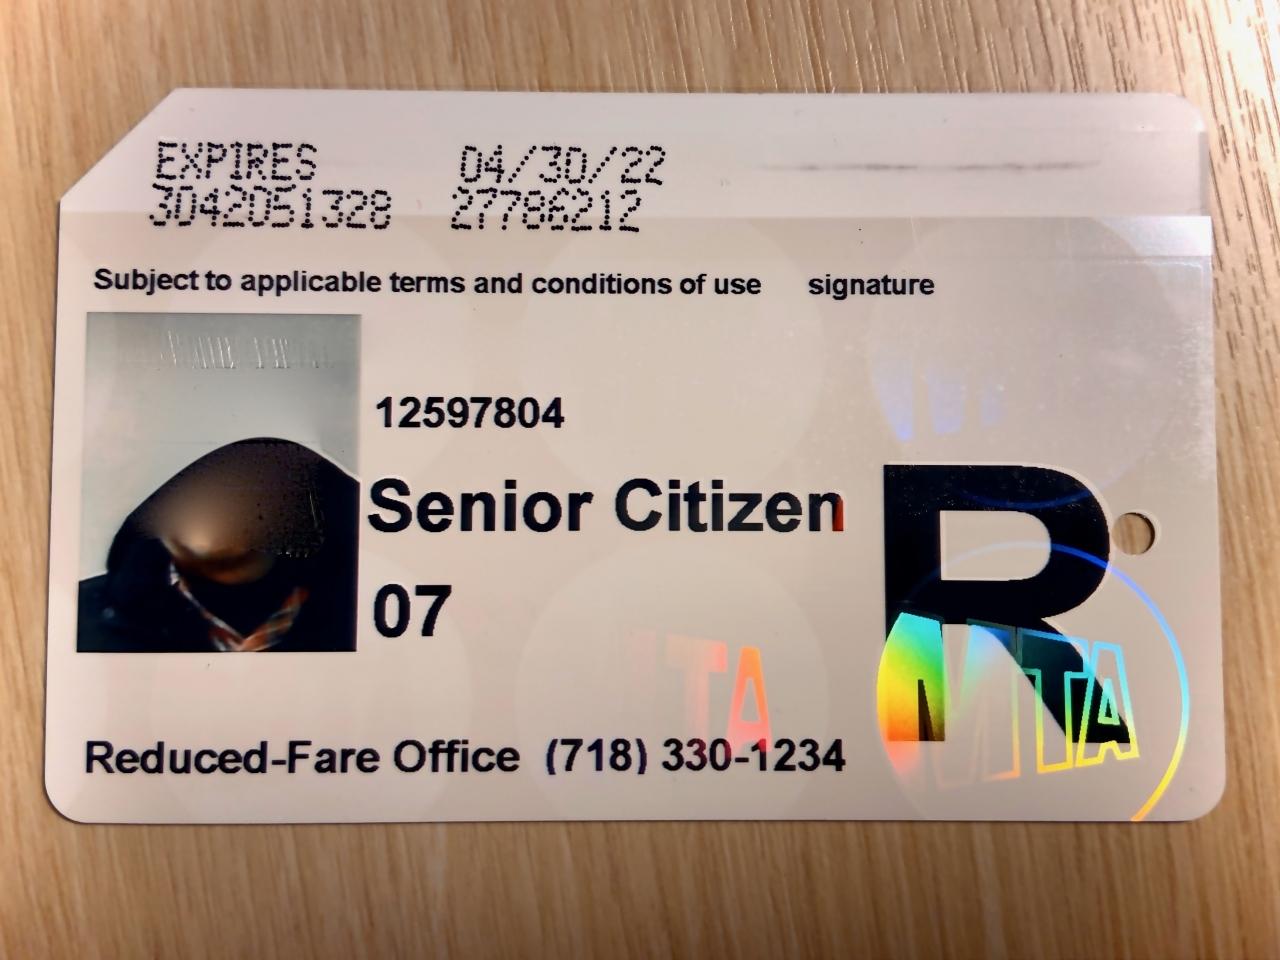 EXPIRES 04/30/22
3042051328 27786212
Subject to applicable terms and conditions of use signature
12597804
Senior Citizen
07
R
MTA
TA
Reduced-Fare Office (718) 330-1234